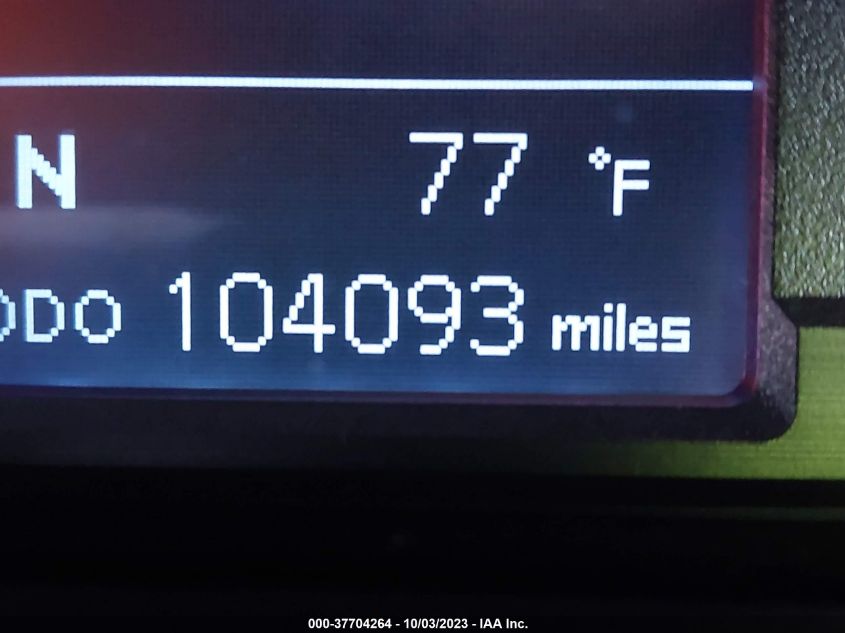 N 77 °F
ODO 104093 miles
000-37704264 - 10/03/2023 - IAA Inc.